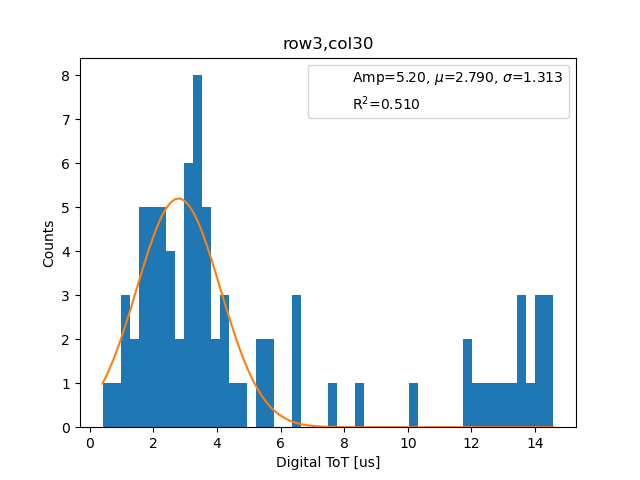 row3,col30
Amp=5.20, μ=2.790, σ=1.313
R²=0.510
Counts
8
7
6
5
4
3
2
1
0
0 2 4 6 8 10 12 14
Digital ToT [us]